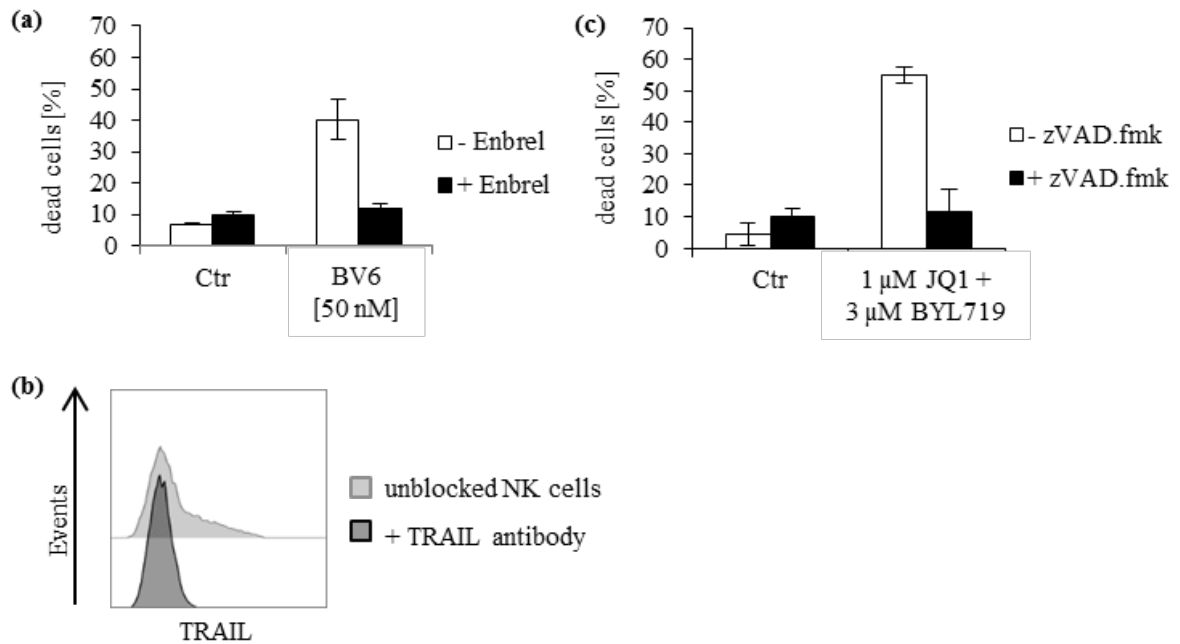 (a)
dead cells [%]
70
60
50
40
30
20
10
0
Ctr
BV6
[50 nM]
- Enbrel
+ Enbrel
(c)
dead cells [%]
70
60
50
40
30
20
10
0
Ctr
1 µM JQ1 +
3 µM BYL719
- zVAD.fmk
+ zVAD.fmk
(b)
Events
TRAIL
unblocked NK cells
+ TRAIL antibody